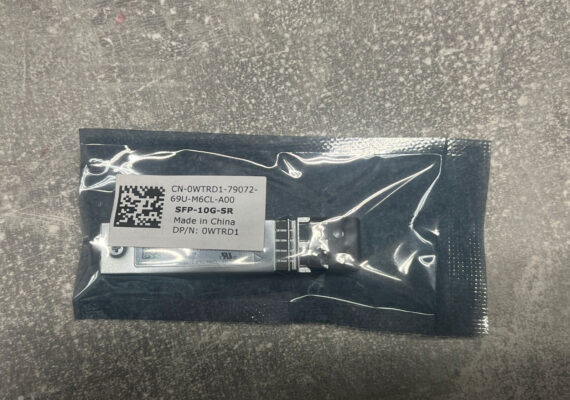 CN-0WTRD1-79072-
69U-M6CL-A00
SFP-10G-SR
Made in China
DP/N: 0WTRD1